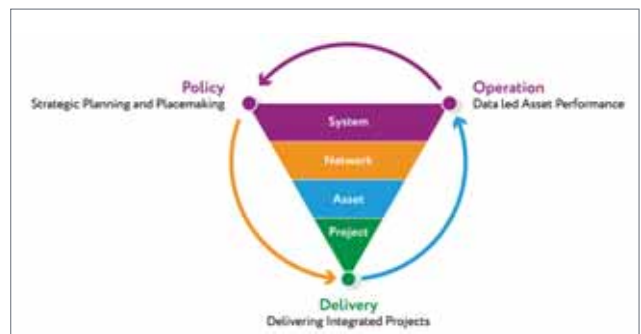 Policy
Strategic Planning and Placemaking
Operation
Data led Asset Performance
System
Network
Asset
Project
Delivery
Delivering Integrated Projects